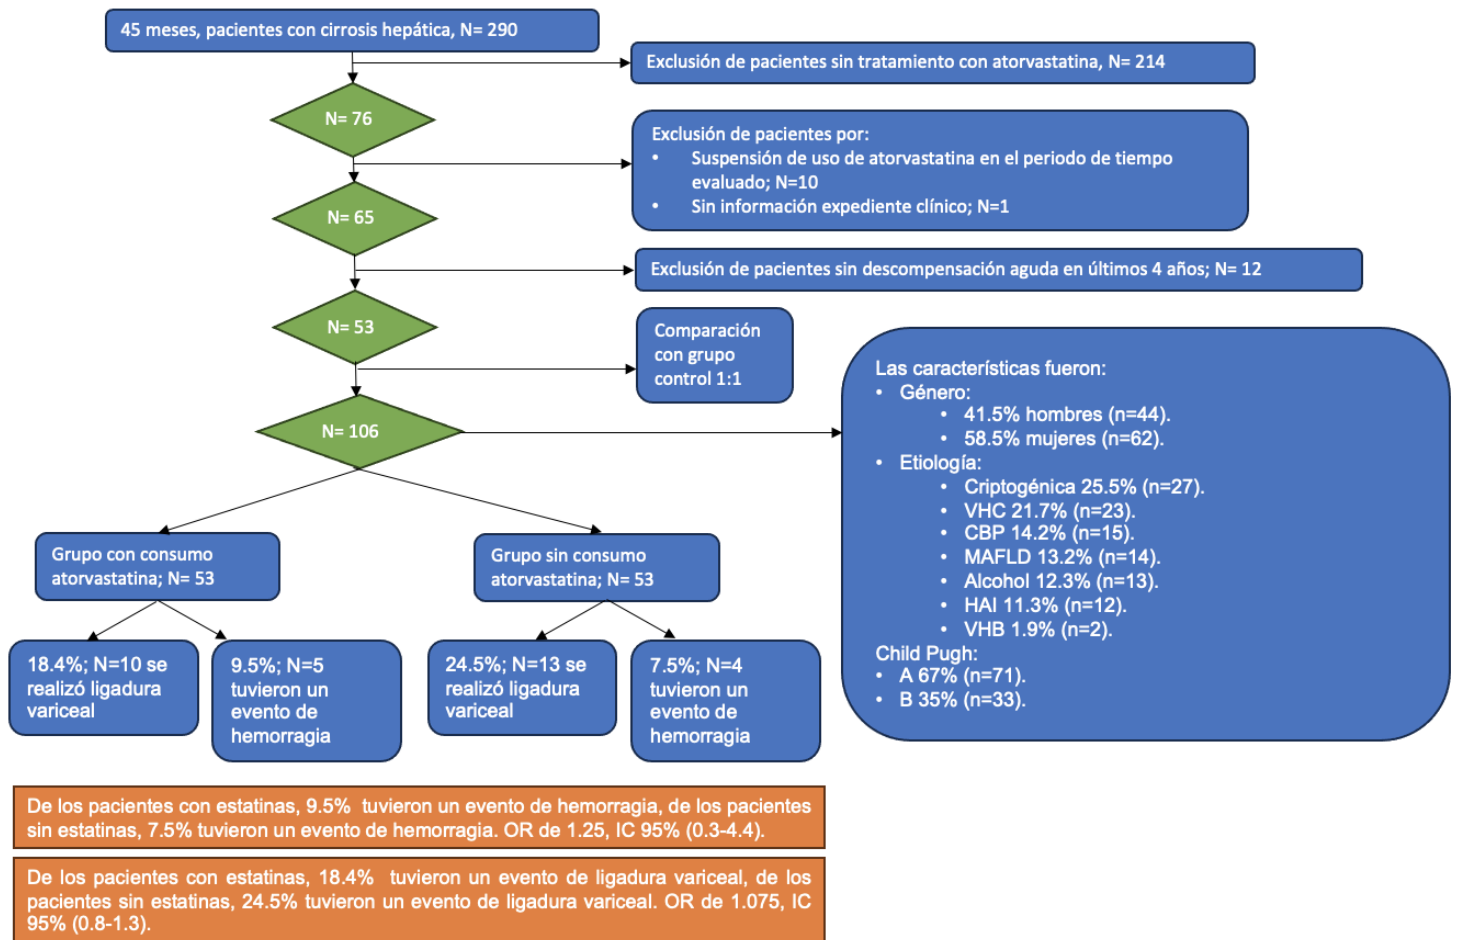 45 meses, pacientes con cirrosis hepática, N= 290
Exclusión de pacientes sin tratamiento con atorvastatina, N= 214
N= 76
Exclusión de pacientes por:
• Suspensión de uso de atorvastatina en el periodo de tiempo
evaluado; N=10
• Sin información expediente clínico; N=1
N= 65
Exclusión de pacientes sin descompensación aguda en últimos 4 años; N= 12
N= 53
Comparación
con grupo
control 1:1
N= 106
Las características fueron:
• Género:
• 41.5% hombres (n=44).
• 58.5% mujeres (n=62).
• Etiología:
• Criptogénica 25.5% (n=27).
• VHC 21.7% (n=23).
• CBP 14.2% (n=15).
• MAFLD 13.2% (n=14).
• Alcohol 12.3% (n=13).
• HAI 11.3% (n=12).
• VHB 1.9% (n=2).
Child Pugh:
• A 67% (n=71).
• B 35% (n=33).
Grupo con consumo
atorvastatina; N= 53
Grupo sin consumo
atorvastatina; N= 53
18.4%; N=10 se
realizó ligadura
variceal
9.5%; N=5
tuvieron un
evento de
hemorragia
24.5%; N=13 se
realizó ligadura
variceal
7.5%; N=4
tuvieron un
evento de
hemorragia
De los pacientes con estatinas, 9.5% tuvieron un evento de hemorragia, de los pacientes
sin estatinas, 7.5% tuvieron un evento de hemorragia. OR de 1.25, IC 95% (0.3-4.4).
De los pacientes con estatinas, 18.4% tuvieron un evento de ligadura variceal, de los
pacientes sin estatinas, 24.5% tuvieron un evento de ligadura variceal. OR de 1.075, IC
95% (0.8-1.3).